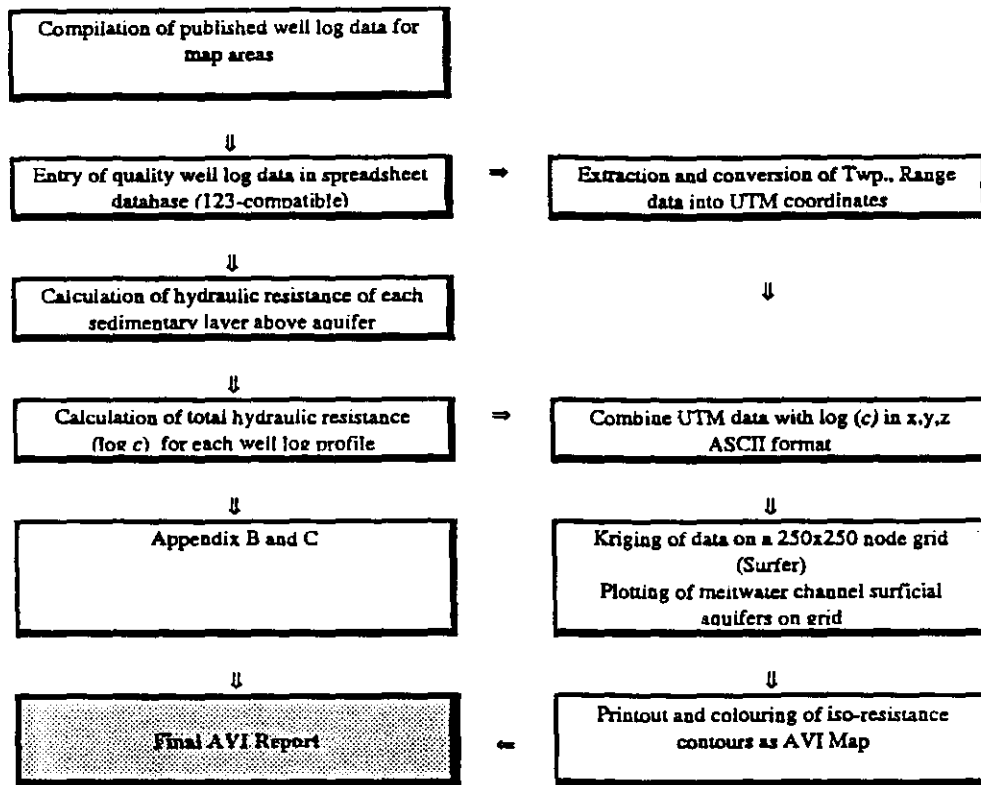 Compilation of published well log data for
map areas
⇓
Entry of quality well log data in spreadsheet
database (123-compatible)
⇒
Extraction and conversion of Twp., Range
data into UTM coordinates
⇓
Calculation of hydraulic resistance of each
sedimentary layer above aquifer
⇓
⇓
Calculation of total hydraulic resistance
(log c) for each well log profile
⇒
Combine UTM data with log (c) in x,y,z
ASCII format
⇓
Appendix B and C
⇓
Kriging of data on a 250x250 node grid
(Surfer)
Plotting of meltwater channel surficial
aquifers on grid
⇓
⇓
Final AVI Report
⇐
Printout and colouring of iso-resistance
contours as AVI Map